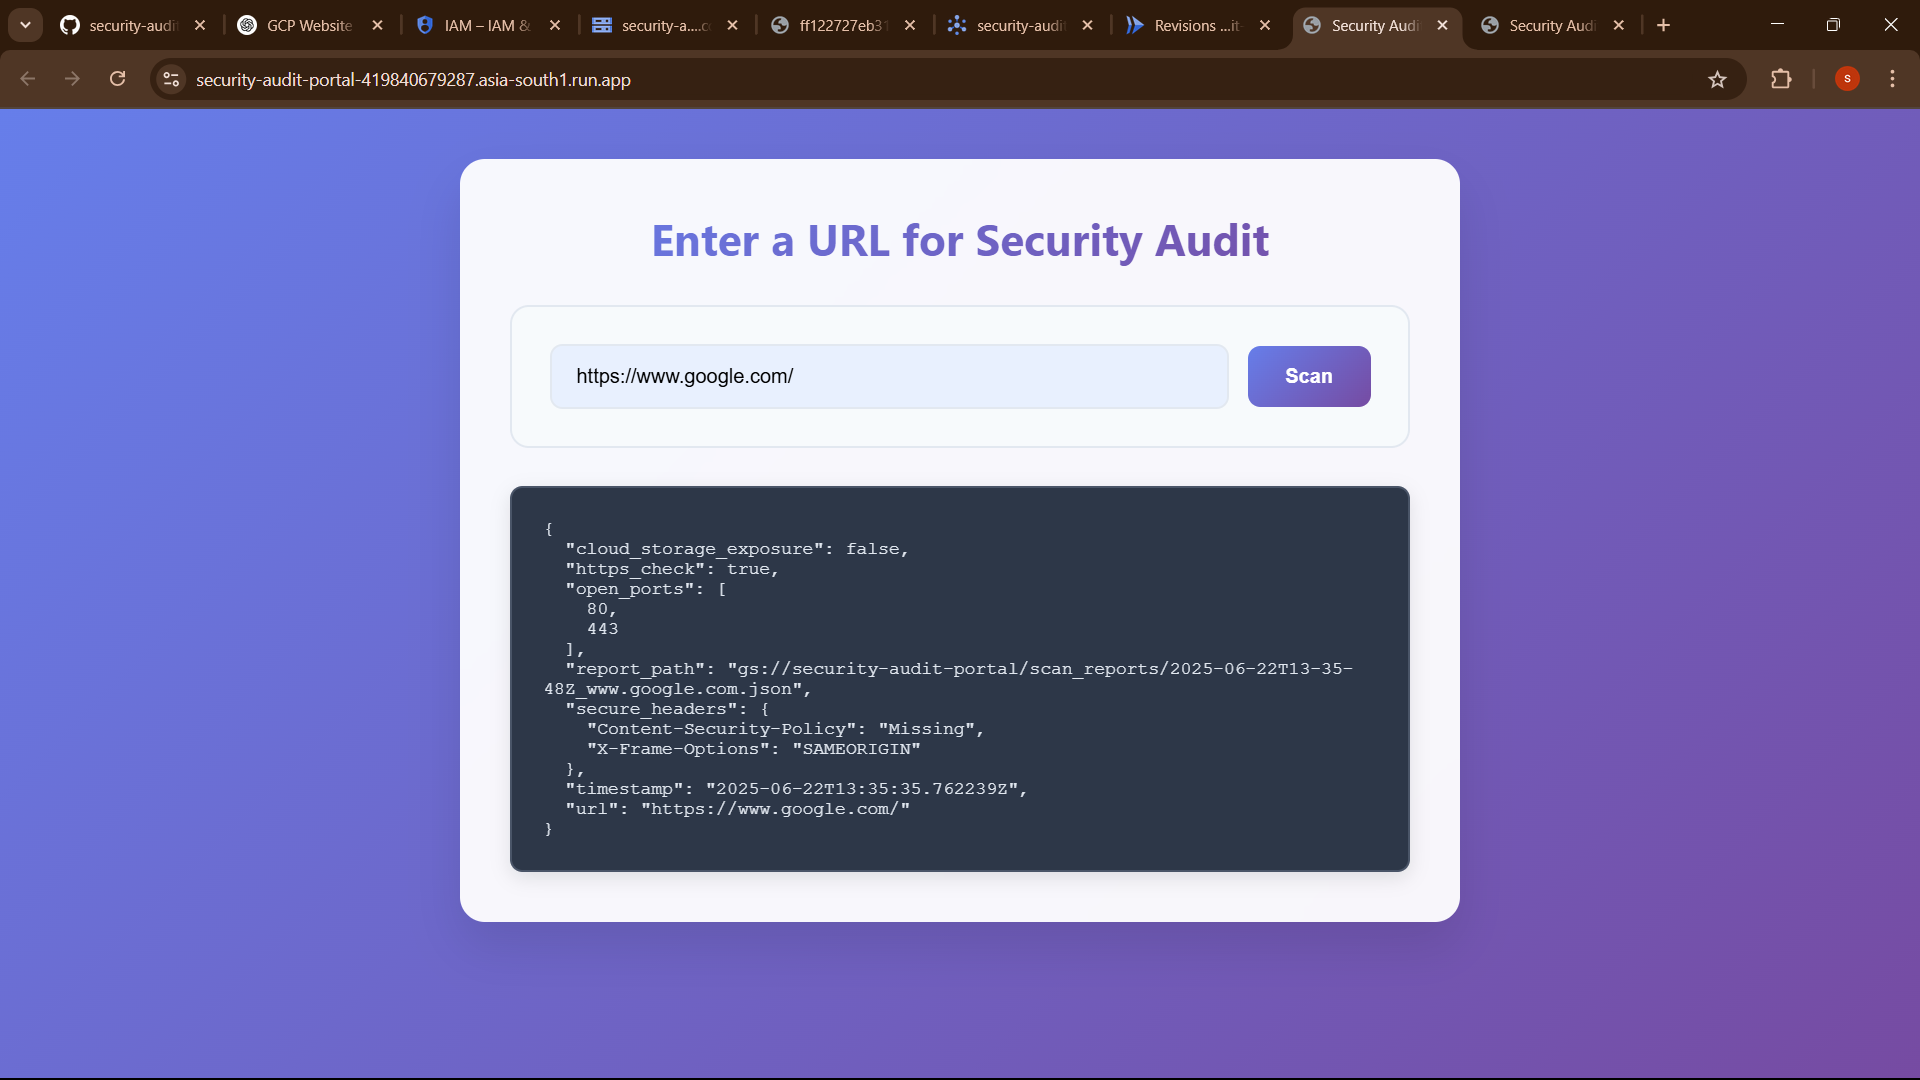 security-audi
GCP Website
IAM – IAM &
security-a....c
ff122727eb31
security-audi
Revisions ...it-
Security Audi
Security Audi
security-audit-portal-419840679287.asia-south1.run.app
s
Enter a URL for Security Audit
https://www.google.com/
Scan
{
"cloud_storage_exposure": false,
"https_check": true,
"open_ports": [
80,
443
],
"report_path": "gs://security-audit-portal/scan_reports/2025-06-22T13-35-
48Z_www.google.com.json",
"secure_headers": {
"Content-Security-Policy": "Missing",
"X-Frame-Options": "SAMEORIGIN"
},
"timestamp": "2025-06-22T13:35:35.762239Z",
"url": "https://www.google.com/"
}